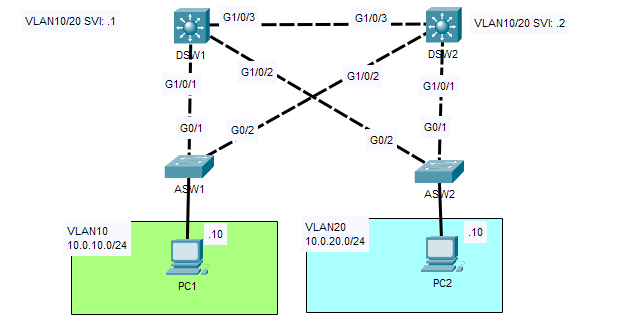 VLAN10/20 SVI: .1
G1/0/3
G1/0/3
VLAN10/20 SVI: .2
DSW1
DSW2
G1/0/2
G1/0/2
G1/0/1
G1/0/1
G0/1
G0/2
G0/2
G0/1
ASW1
ASW2
VLAN10
10.0.10.0/24
.10
PC1
VLAN20
10.0.20.0/24
.10
PC2